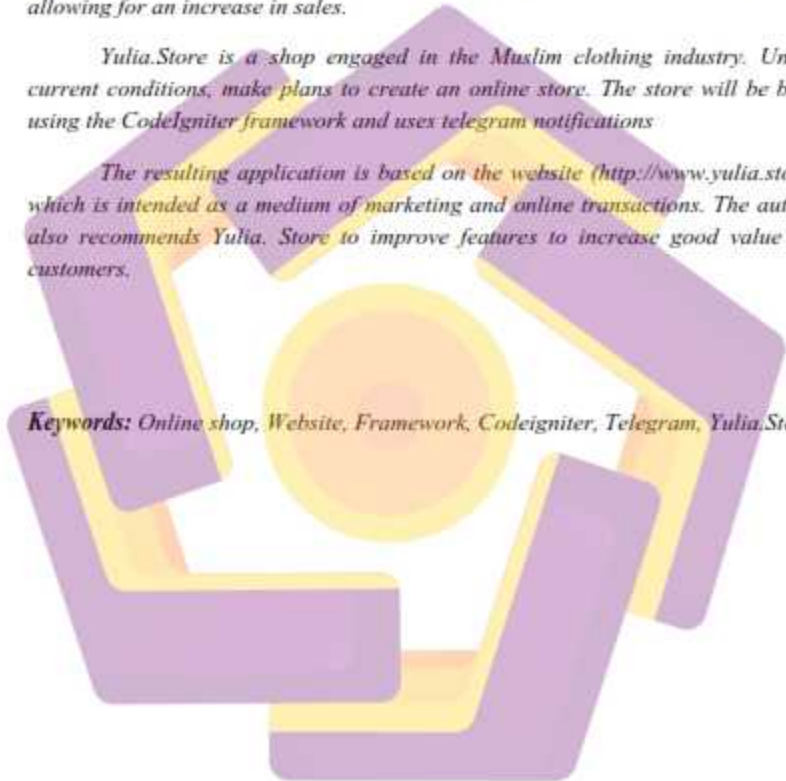 allowing for an increase in sales.
Yulia.Store is a shop engaged in the Muslim clothing industry. Un
current conditions, make plans to create an online store. The store will be b
using the CodeIgniter framework and uses telegram notifications
The resulting application is based on the website (http://www.yulia.sto
which is intended as a medium of marketing and online transactions. The aut
also recommends Yulia. Store to improve features to increase good value
customers.
Keywords: Online shop, Website, Framework, Codeigniter, Telegram, Yulia.Sto